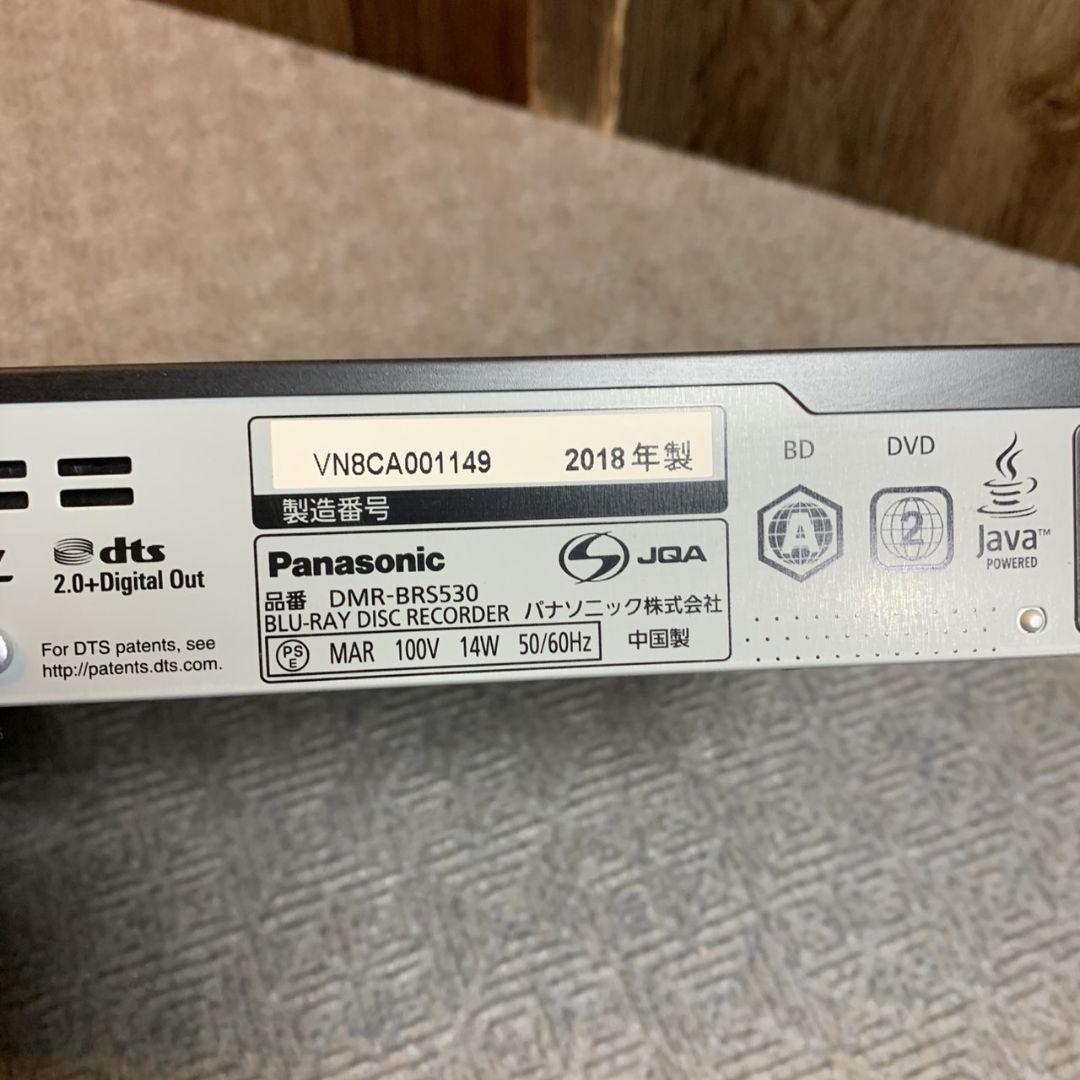 VN8CA001149 2018年製
製造番号
Panasonic JQA
品番 DMR-BRS530
BLU-RAY DISC RECORDER パナソニック株式会社
PS
E
MAR 100V 14W 50/60Hz 中国製
dts
2.0+Digital Out
For DTS patents, see
http://patents.dts.com.
BD DVD
A 2
Java™
POWERED